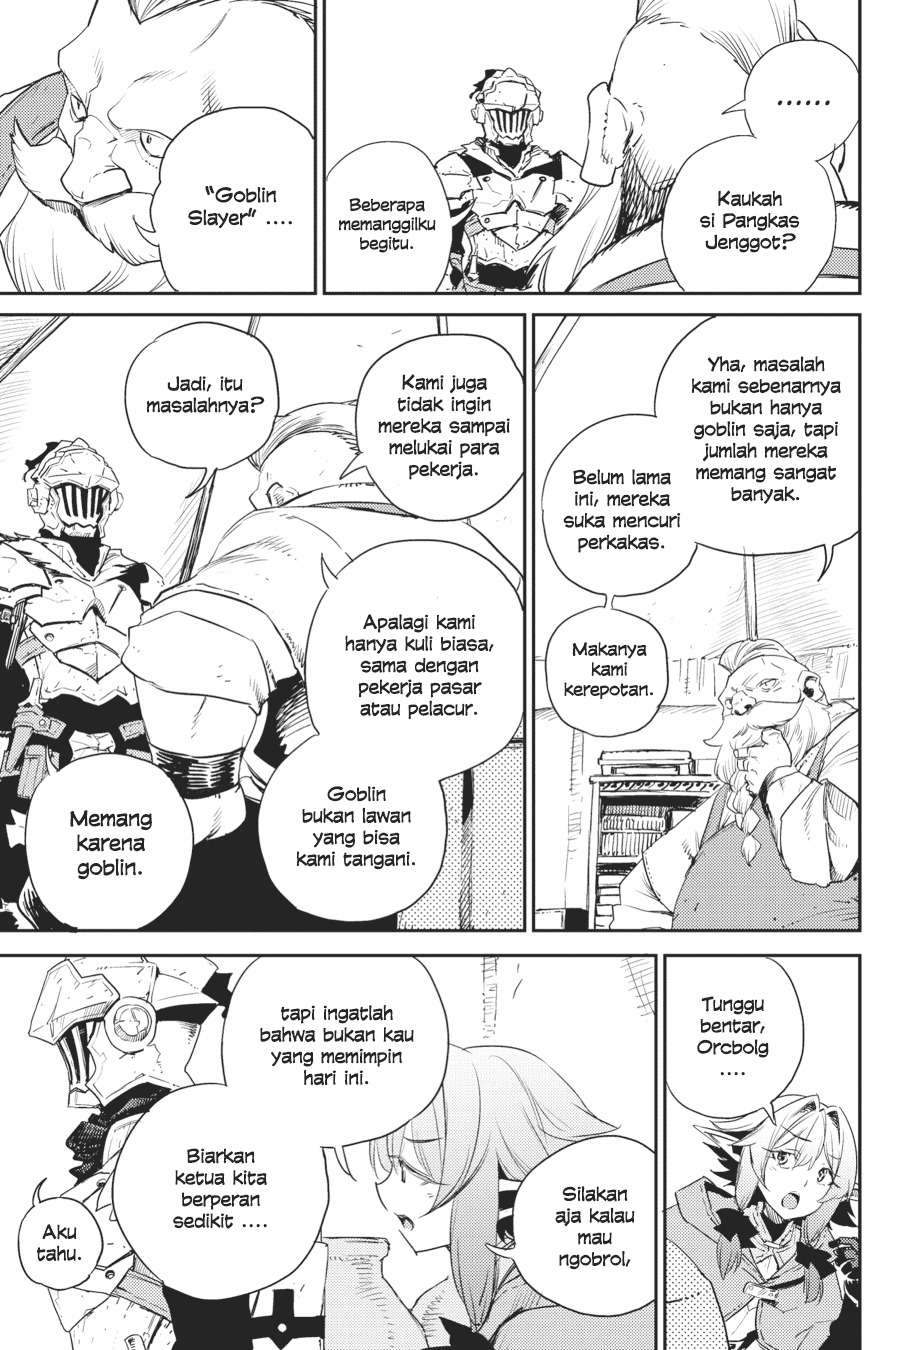 ......
Kaukah
si Pangkas
Jenggot?
Beberapa
memanggilku
begitu.
"Goblin
Slayer" ....
Yha, masalah
kami sebenarnya
bukan hanya
goblin saja, tapi
jumlah mereka
memang sangat
banyak.
Belum lama
ini, mereka
suka mencuri
perkakas.
Makanya
kami
kerepotan.
Kami juga
tidak ingin
mereka sampai
melukai para
pekerja.
Jadi, itu
masalahnya?
Apalagi kami
hanya kuli biasa,
sama dengan
pekerja pasar
atau pelacur.
Goblin
bukan lawan
yang bisa
kami tangani.
Memang
karena
goblin.
Tunggu
bentar,
Orcbolg
....
Silakan
aja kalau
mau
ngobrol,
tapi ingatlah
bahwa bukan kau
yang memimpin
hari ini.
Biarkan
ketua kita
berperan
sedikit ....
Aku
tahu.